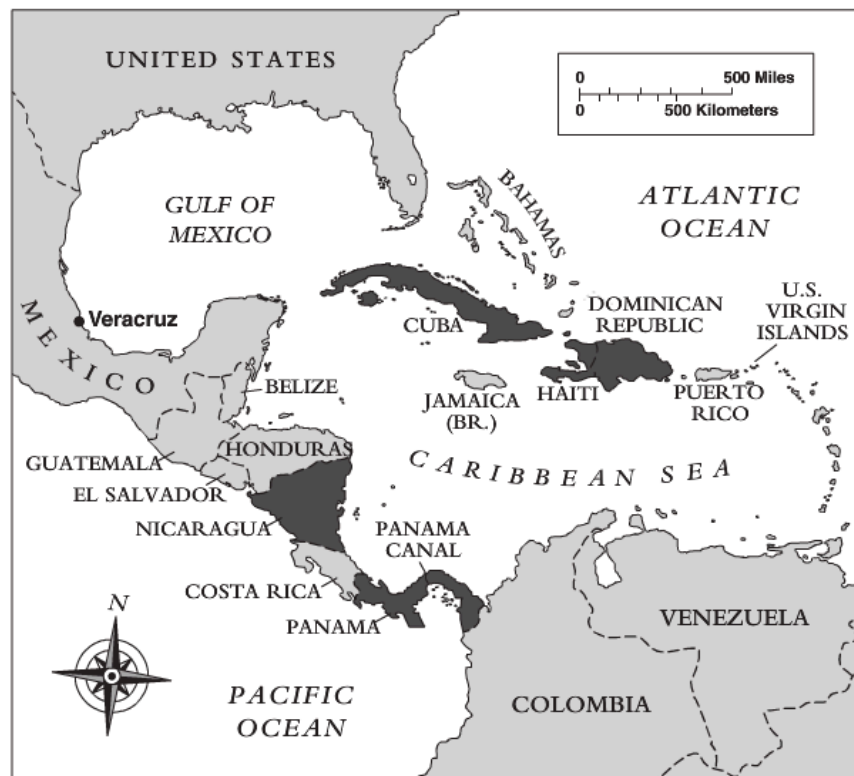 UNITED STATES
0 500 Miles
0 500 Kilometers
GULF OF
MEXICO
BAHAMAS
ATLANTIC
OCEAN
Veracruz
MEXICO
CUBA
DOMINICAN
REPUBLIC
U.S.
VIRGIN
ISLANDS
BELIZE
JAMAICA
(BR.)
HAITI
PUERTO
RICO
HONDURAS
GUATEMALA
CARIBBEAN SEA
EL SALVADOR
NICARAGUA
PANAMA
CANAL
COSTA RICA
PANAMA
N
VENEZUELA
PACIFIC
OCEAN
COLOMBIA